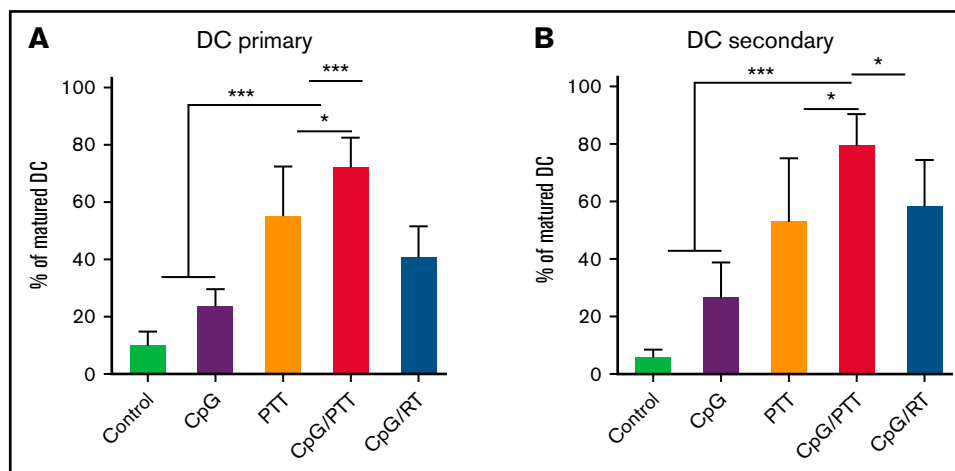 A
DC primary
% of matured DC
100
80
60
40
20
0
***
***
*
Control
CpG
PTT
CpG/PTT
CpG/RT
B
DC secondary
% of matured DC
100
80
60
40
20
0
***
*
*
Control
CpG
PTT
CpG/PTT
CpG/RT